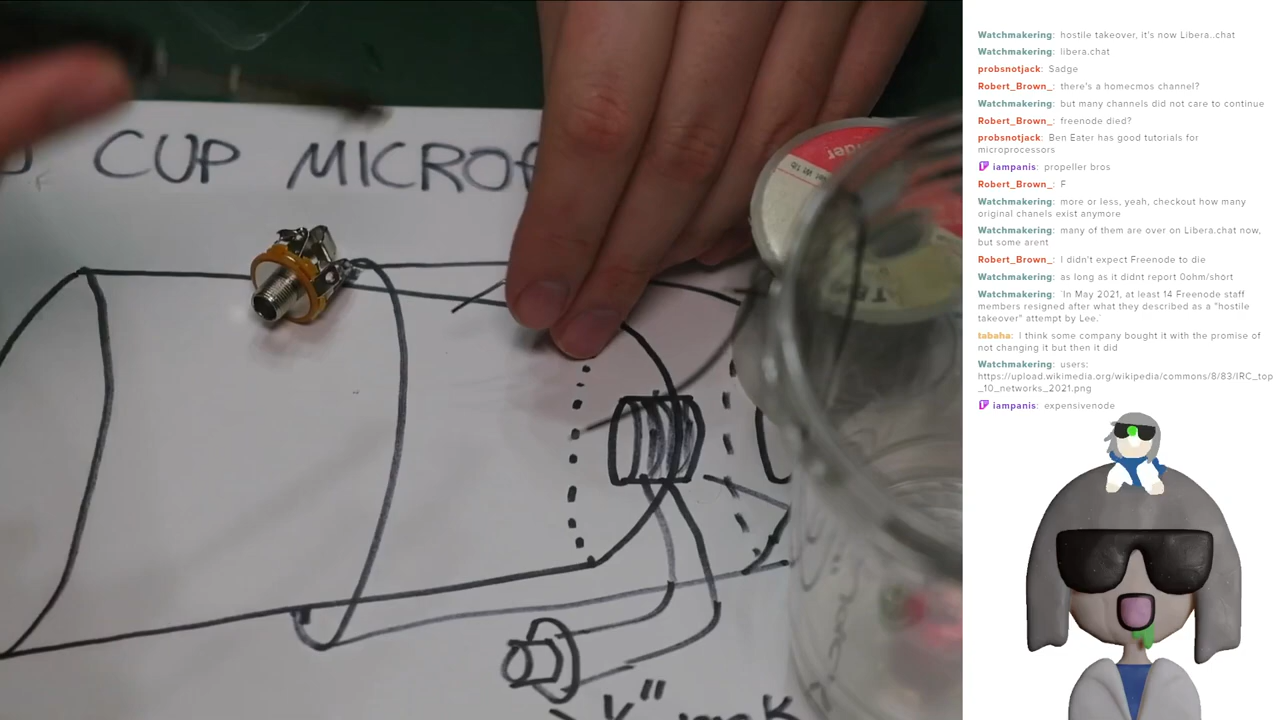 CUP MICROF
Watchmakering: hostile takeover, it's now Libera..chat
Watchmakering: libera.chat
probsnotjack: Sadge
Robert_Brown_: there's a homecmos channel?
Watchmakering: but many channels did not care to continue
Robert_Brown_: freenode died?
probsnotjack: Ben Eater has good tutorials for
microprocessors
iampanis: propeller bros
Robert_Brown_: F
Watchmakering: more or less, yeah, checkout how many
original chanels exist anymore
Watchmakering: many of them are over on Libera.chat now,
but some arent
Robert_Brown_: I didn't expect Freenode to die
Watchmakering: as long as it didnt report 0ohm/short
Watchmakering: `In May 2021, at least 14 Freenode staff
members resigned after what they described as a "hostile
takeover" attempt by Lee.`
tabaha: I think some company bought it with the promise of
not changing it but then it did
Watchmakering: users:
https://upload.wikimedia.org/wikipedia/commons/8/83/IRC_top
_10_networks_2021.png
iampanis: expensivenode